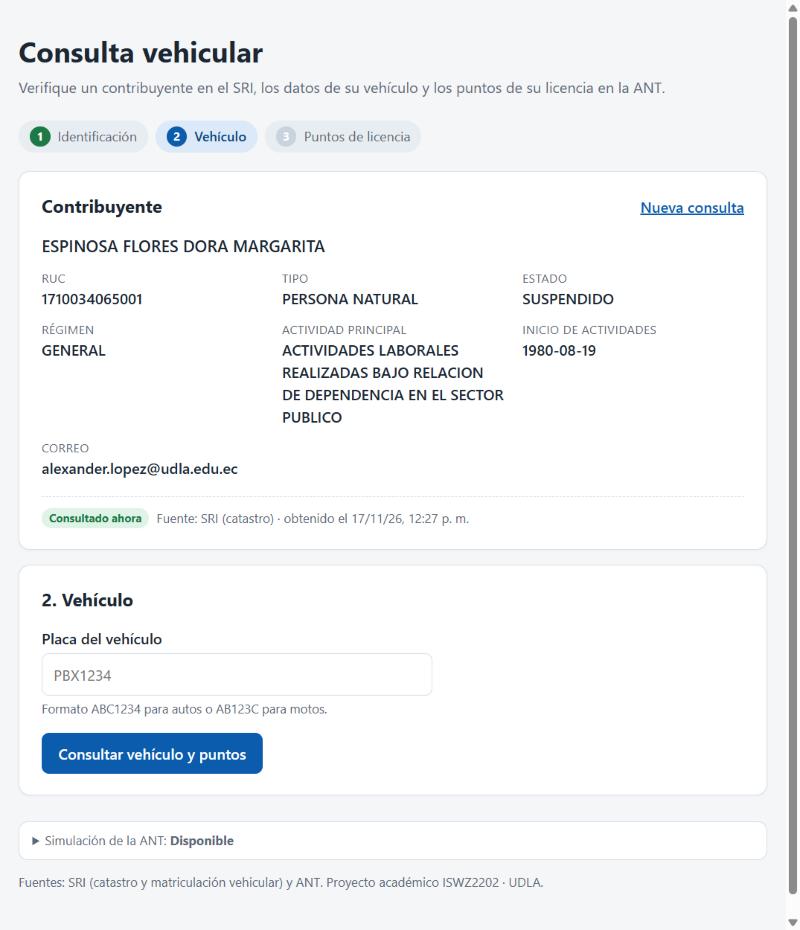 Consulta vehicular
Verifique un contribuyente en el SRI, los datos de su vehículo y los puntos de su licencia en la ANT.
1 Identificación 2 Vehículo 3 Puntos de licencia
Contribuyente
Nueva consulta
ESPINOSA FLORES DORA MARGARITA
RUC
1710034065001
TIPO
PERSONA NATURAL
ESTADO
SUSPENDIDO
RÉGIMEN
GENERAL
ACTIVIDAD PRINCIPAL
ACTIVIDADES LABORALES
REALIZADAS BAJO RELACION
DE DEPENDENCIA EN EL SECTOR
PUBLICO
INICIO DE ACTIVIDADES
1980-08-19
CORREO
alexander.lopez@udla.edu.ec
Consultado ahora Fuente: SRI (catastro) · obtenido el 17/11/26, 12:27 p. m.
2. Vehículo
Placa del vehículo
PBX1234
Formato ABC1234 para autos o AB123C para motos.
Consultar vehículo y puntos
Simulación de la ANT: Disponible
Fuentes: SRI (catastro y matriculación vehicular) y ANT. Proyecto académico ISWZ2202 · UDLA.